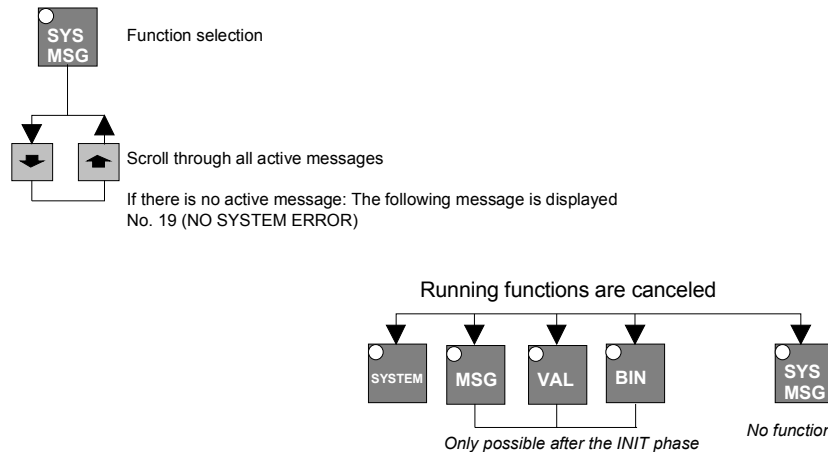 SYS
MSG
Function selection
Scroll through all active messages
If there is no active message: The following message is displayed
No. 19 (NO SYSTEM ERROR)
Running functions are canceled
SYSTEM
MSG
VAL
BIN
SYS
MSG
Only possible after the INIT phase
No function